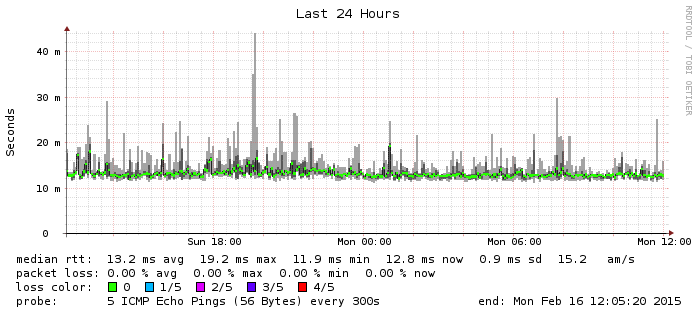 Last 24 Hours
RRDTOOL / TOBI OETIKER
Seconds
40 m
30 m
20 m
10 m
0
Sun 18:00 Mon 00:00 Mon 06:00 Mon 12:00
median rtt: 13.2 ms avg 19.2 ms max 11.9 ms min 12.8 ms now 0.9 ms sd 15.2 am/s
packet loss: 0.00 % avg 0.00 % max 0.00 % min 0.00 % now
loss color: 0 1/5 2/5 3/5 4/5
probe: 5 ICMP Echo Pings (56 Bytes) every 300s end: Mon Feb 16 12:05:20 2015